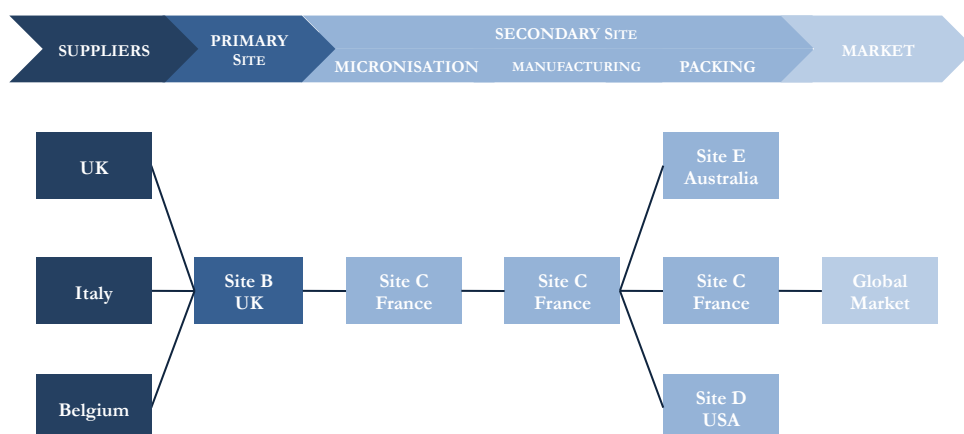 SUPPLIERS
PRIMARY
SITE
SECONDARY SITE
MICRONISATION
MANUFACTURING
PACKING
MARKET
UK
Site E
Australia
Italy
Site B
UK
Site C
France
Site C
France
Site C
France
Global
Market
Belgium
Site D
USA